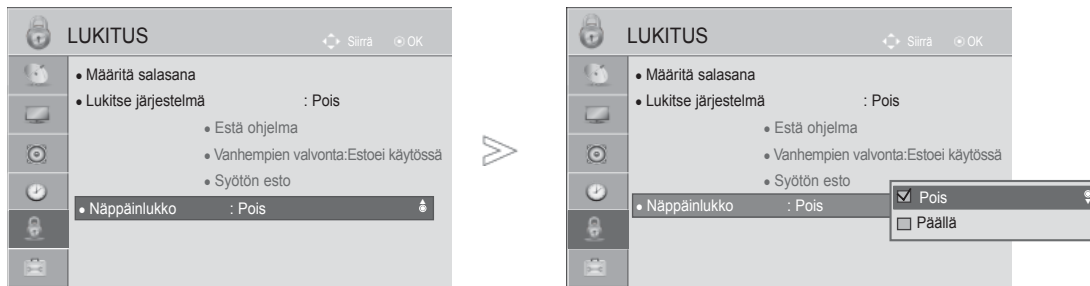 LUKITUS
Siirrä OK
• Määritä salasana
• Lukitse järjestelmä : Pois
• Estä ohjelma
• Vanhempien valvonta:Estoei käytössä
• Syötön esto
• Näppäinlukko : Pois
LUKITUS
Siirrä OK
• Määritä salasana
• Lukitse järjestelmä : Pois
• Estä ohjelma
• Vanhempien valvonta:Estoei käytössä
• Syötön esto
• Näppäinlukko : Pois
Pois
Päällä